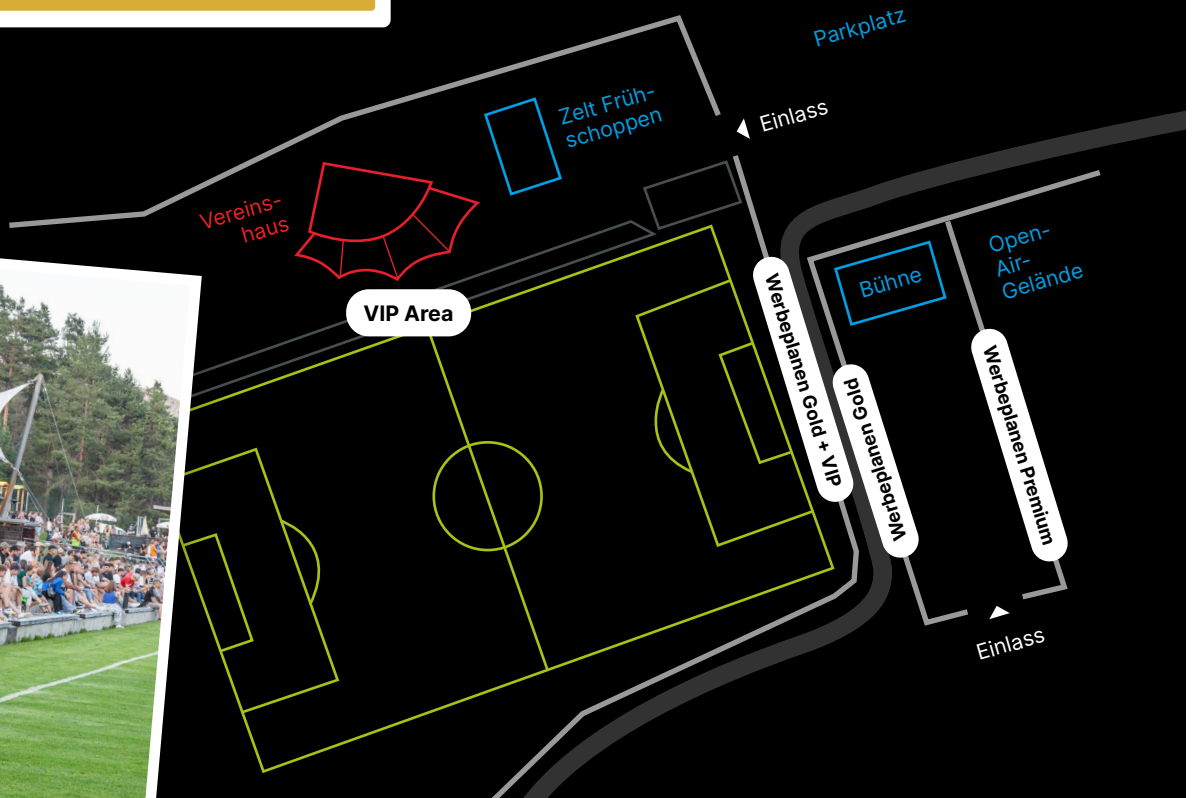 Parkplatz
Einlass
Zelt Früh-
schoppen
Vereins-
haus
VIP Area
Open-
Air-
Gelände
Bühne
Werbeplanen Gold + VIP
Werbeplanen Gold
Werbeplanen Premium
Einlass